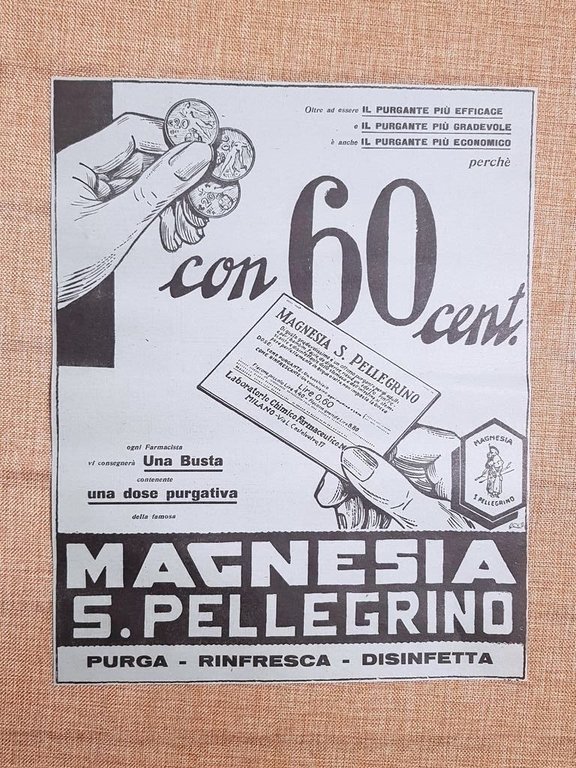 Oltre ad essere IL PURGANTE PIÙ EFFICACE
e IL PURGANTE PIÙ GRADEVOLE
è anche IL PURGANTE PIÙ ECONOMICO
perchè
con 60 cent.
MAGNESIA S. PELLEGRINO
DOSE
Lire 0,60
Laboratorio Chimico Farmaceutico
MILANO - Via
ogni Farmacista
vi consegnerà Una Busta
contenente
una dose purgativa
della famosa
MAGNESIA
S. PELLEGRINO
MAGNESIA
S. PELLEGRINO
PURGA - RINFRESCA - DISINFETTA